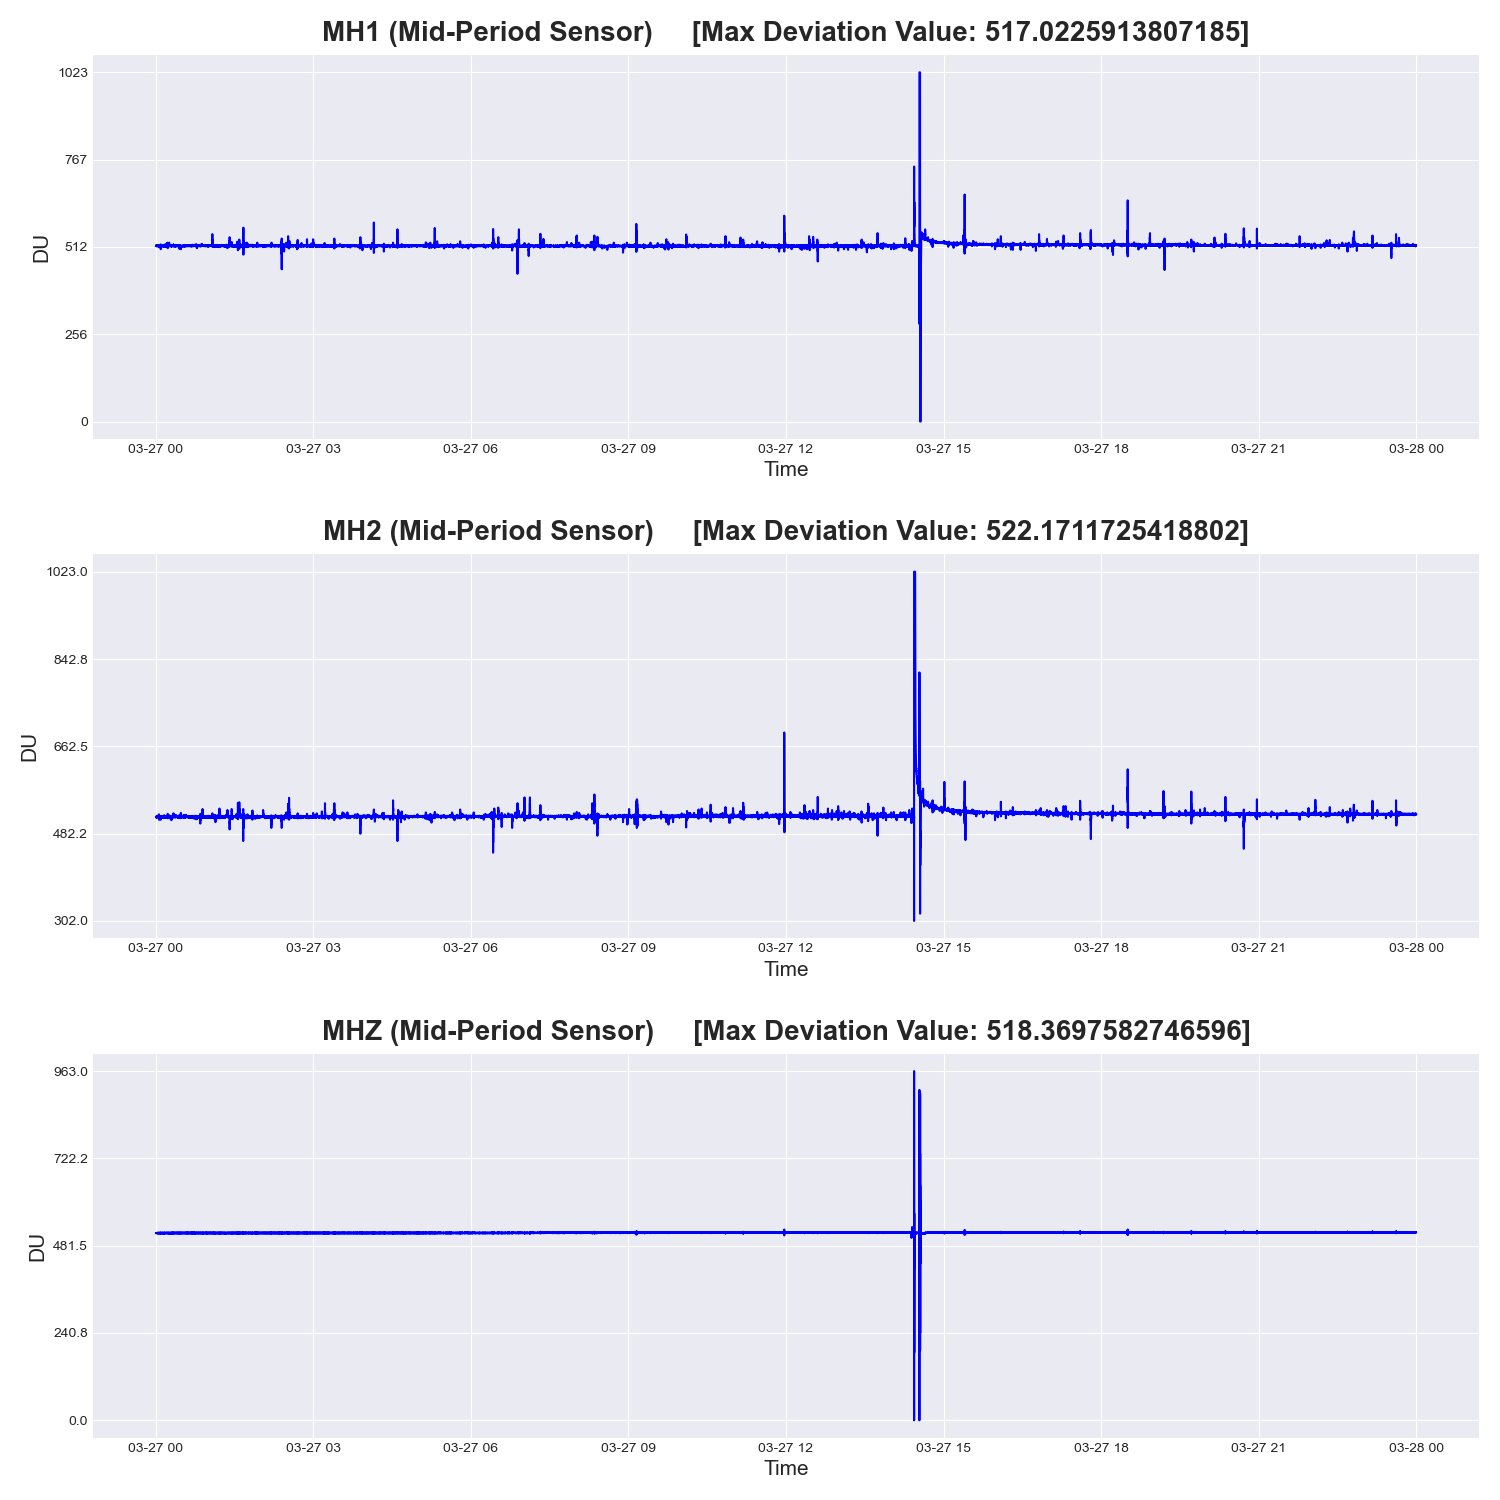 MH1 (Mid-Period Sensor) [Max Deviation Value: 517.0225913807185]
1023
767
512
256
0
DU
03-27 00 03-27 03 03-27 06 03-27 09 03-27 12 03-27 15 03-27 18 03-27 21 03-28 00
Time
MH2 (Mid-Period Sensor) [Max Deviation Value: 522.1711725418802]
1023.0
842.8
662.5
482.2
302.0
DU
03-27 00 03-27 03 03-27 06 03-27 09 03-27 12 03-27 15 03-27 18 03-27 21 03-28 00
Time
MHZ (Mid-Period Sensor) [Max Deviation Value: 518.3697582746596]
963.0
722.2
481.5
240.8
0.0
DU
03-27 00 03-27 03 03-27 06 03-27 09 03-27 12 03-27 15 03-27 18 03-27 21 03-28 00
Time